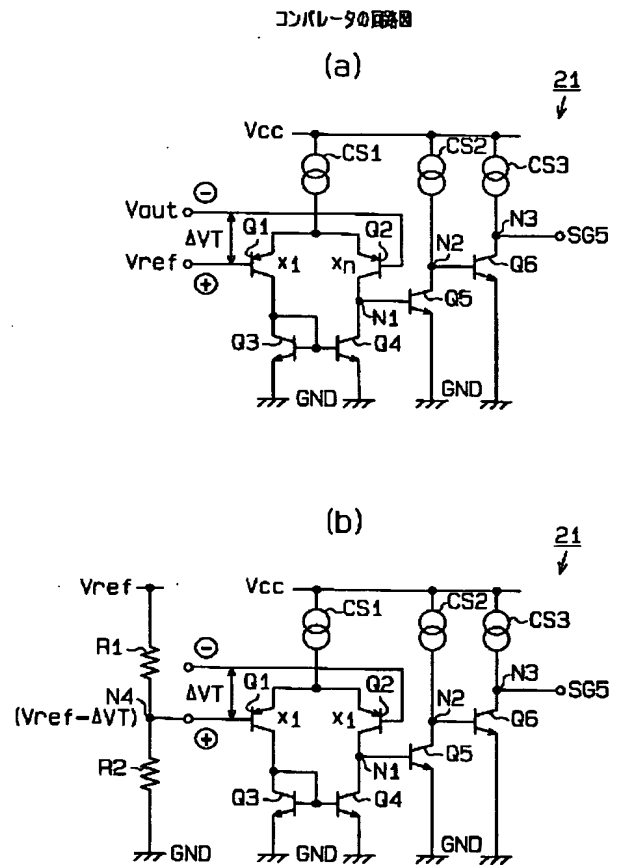 コンパレータの回路図
(a)
21
Vcc
CS1
CS2
CS3
⊖
Vout
ΔVT
Q1
Q2
N2
N3
SG5
Vref
x1
xn
Q6
⊕
N1
Q5
Q3
Q4
GND
GND
(b)
21
Vref
Vcc
CS1
CS2
CS3
R1
⊖
N4
ΔVT
Q1
Q2
N2
N3
SG5
(Vref-ΔVT)
x1
x1
Q6
⊕
N1
Q5
R2
Q3
Q4
GND
GND
GND